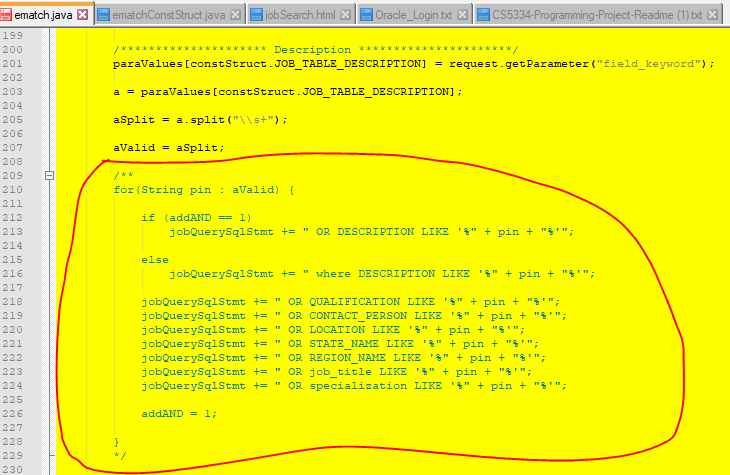 ematch.java ematchConstStruct.java jobSearch.html Oracle_Login.txt CS5334-Programming-Project-Readme (1).txt
199
200 /********************* Description **********************/
201 paraValues[constStruct.JOB_TABLE_DESCRIPTION] = request.getParameter("field_keyword");
202
203 a = paraValues[constStruct.JOB_TABLE_DESCRIPTION];
204
205 aSplit = a.split("\\s+");
206
207 aValid = aSplit;
208
209 /**
210 for(String pin : aValid) {
211
212 if (addAND == 1)
213 jobQuerySqlStmt += " OR DESCRIPTION LIKE '%" + pin + "%'";
214
215 else
216 jobQuerySqlStmt += " where DESCRIPTION LIKE '%" + pin + "%'";
217
218 jobQuerySqlStmt += " OR QUALIFICATION LIKE '%" + pin + "%'";
219 jobQuerySqlStmt += " OR CONTACT_PERSON LIKE '%" + pin + "%'";
220 jobQuerySqlStmt += " OR LOCATION LIKE '%" + pin + "%'";
221 jobQuerySqlStmt += " OR STATE_NAME LIKE '%" + pin + "%'";
222 jobQuerySqlStmt += " OR REGION_NAME LIKE '%" + pin + "%'";
223 jobQuerySqlStmt += " OR job_title LIKE '%" + pin + "%'";
224 jobQuerySqlStmt += " OR specialization LIKE '%" + pin + "%'";
225
226 addAND = 1;
227
228 }
229 */
230